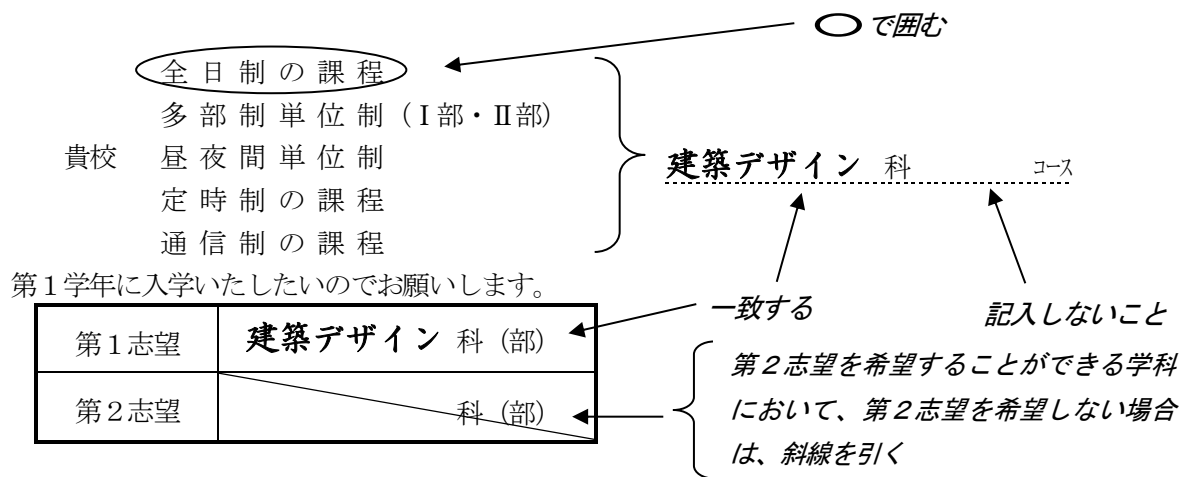 で囲む
全日制の課程
多部制単位制(Ⅰ部・Ⅱ部)
貴校 昼夜間単位制
定時制の課程
通信制の課程
建築デザイン 科 コース
第1学年に入学いたしたいのでお願いします。
一致する
記入しないこと
第1志望 建築デザイン 科(部)
第2志望 科(部)
第2志望を希望することができる学科
において、第2志望を希望しない場合
は、斜線を引く